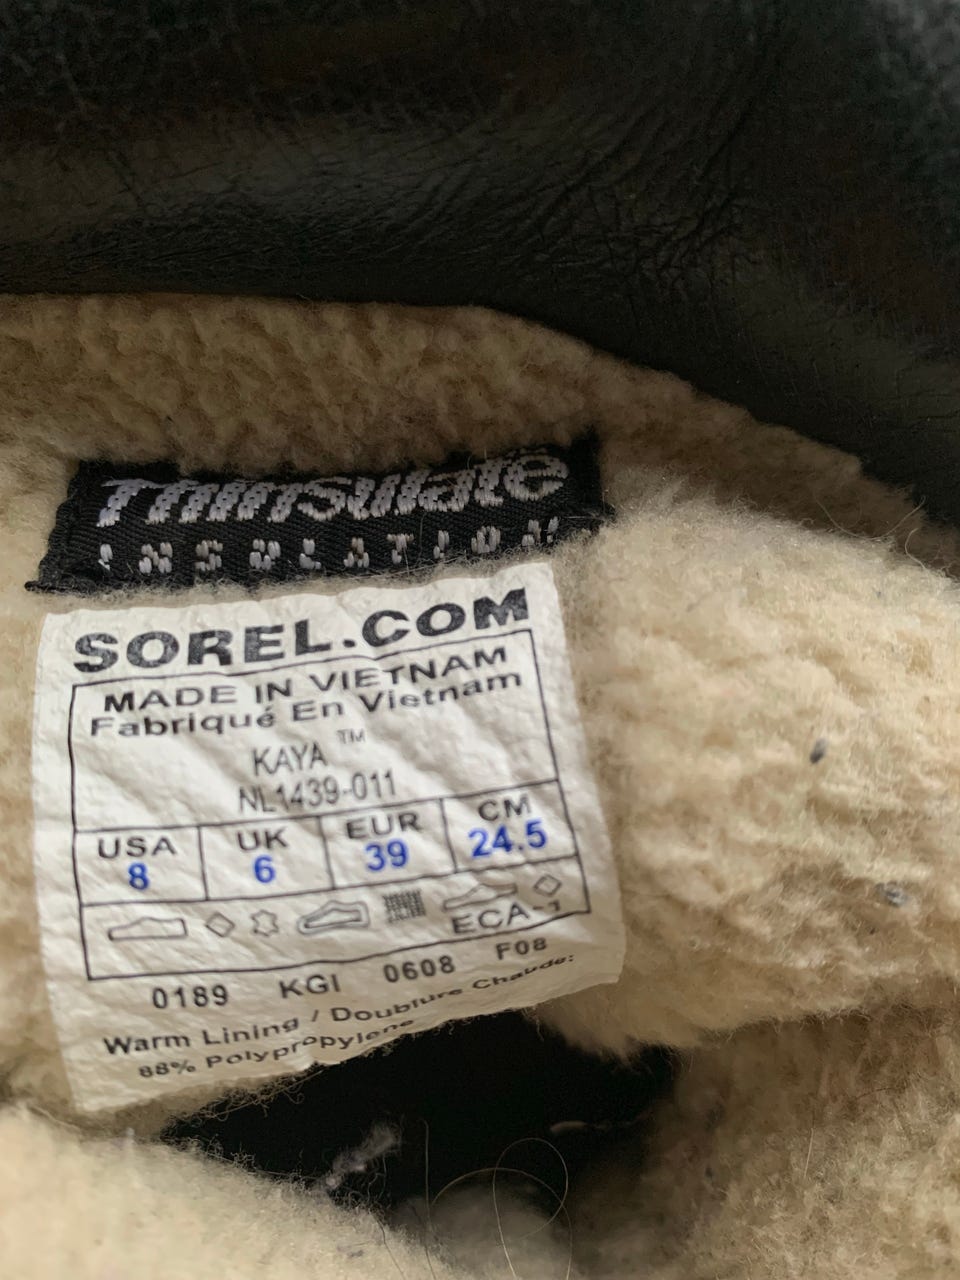 Thinsulate
INSULATION
SOREL.COM
MADE IN VIETNAM
Fabriqué En Vietnam
KAYA ™
NL1439-011
USA UK EUR CM
8 6 39 24.5
ECA-1
0189 KGI 0608 F08
Warm Lining / Doublure Chaude:
88% Polypropylene